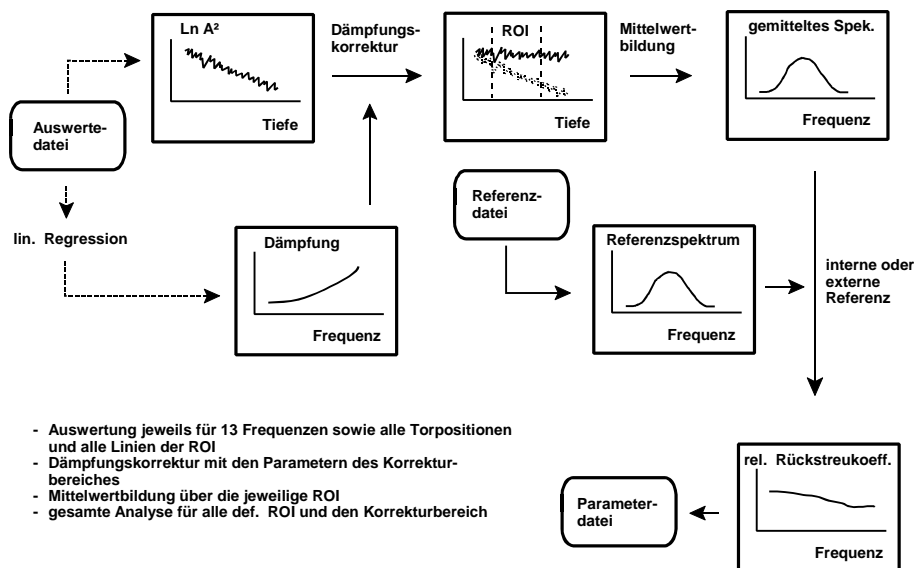 Ln A²
Tiefe
Dämpfungs-
korrektur
ROI
Tiefe
Mittelwert-
bildung
gemitteltes Spek.
Frequenz
Auswerte-
datei
lin. Regression
Dämpfung
Frequenz
Referenz-
datei
Referenzspektrum
Frequenz
interne oder
externe
Referenz
- Auswertung jeweils für 13 Frequenzen sowie alle Torpositionen
und alle Linien der ROI
- Dämpfungskorrektur mit den Parametern des Korrektur-
bereiches
- Mittelwertbildung über die jeweilige ROI
- gesamte Analyse für alle def. ROI und den Korrekturbereich
Parameter-
datei
rel. Rückstreukoeff.
Frequenz